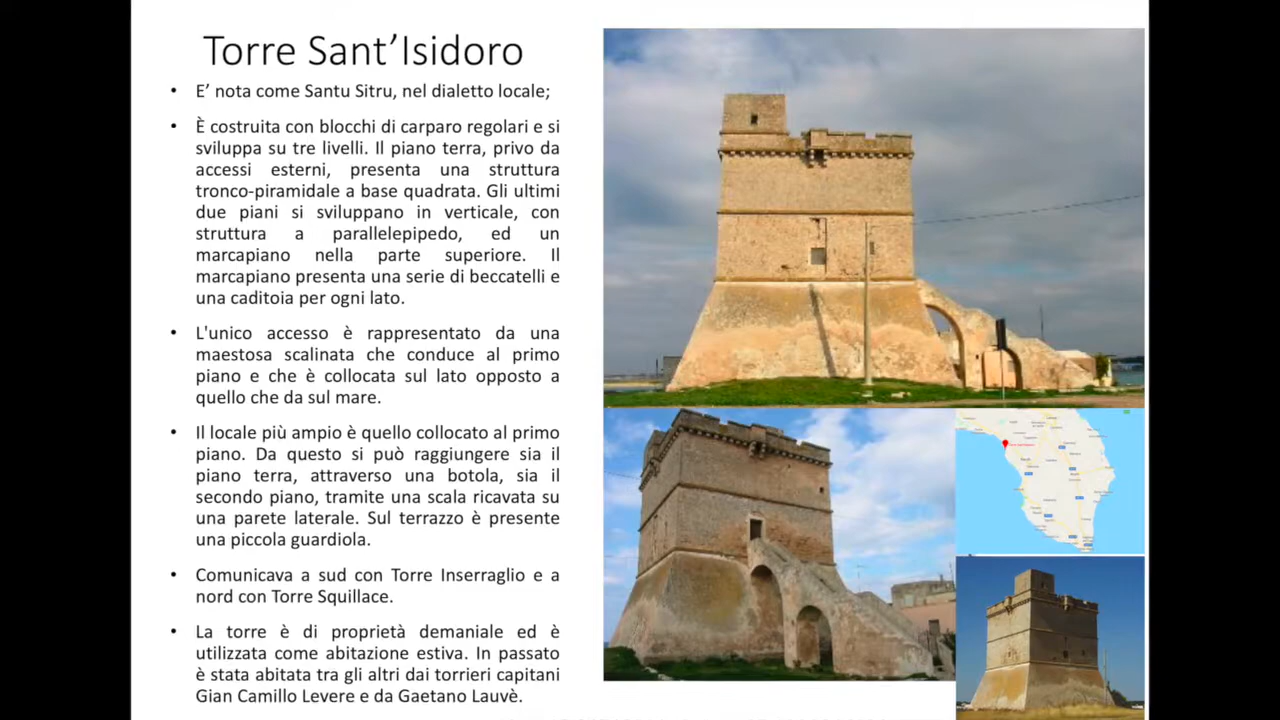 Torre Sant’Isidoro
• E’ nota come Santu Sitru, nel dialetto locale;
• È costruita con blocchi di carparo regolari e si
sviluppa su tre livelli. Il piano terra, privo da
accessi esterni, presenta una struttura
tronco-piramidale a base quadrata. Gli ultimi
due piani si sviluppano in verticale, con
struttura a parallelepipedo, ed un
marcapiano nella parte superiore. Il
marcapiano presenta una serie di beccatelli e
una caditoia per ogni lato.
• L'unico accesso è rappresentato da una
maestosa scalinata che conduce al primo
piano e che è collocata sul lato opposto a
quello che da sul mare.
• Il locale più ampio è quello collocato al primo
piano. Da questo si può raggiungere sia il
piano terra, attraverso una botola, sia il
secondo piano, tramite una scala ricavata su
una parete laterale. Sul terrazzo è presente
una piccola guardiola.
• Comunicava a sud con Torre Inserraglio e a
nord con Torre Squillace.
• La torre è di proprietà demaniale ed è
utilizzata come abitazione estiva. In passato
è stata abitata tra gli altri dai torrieri capitani
Gian Camillo Levere e da Gaetano Lauvè.